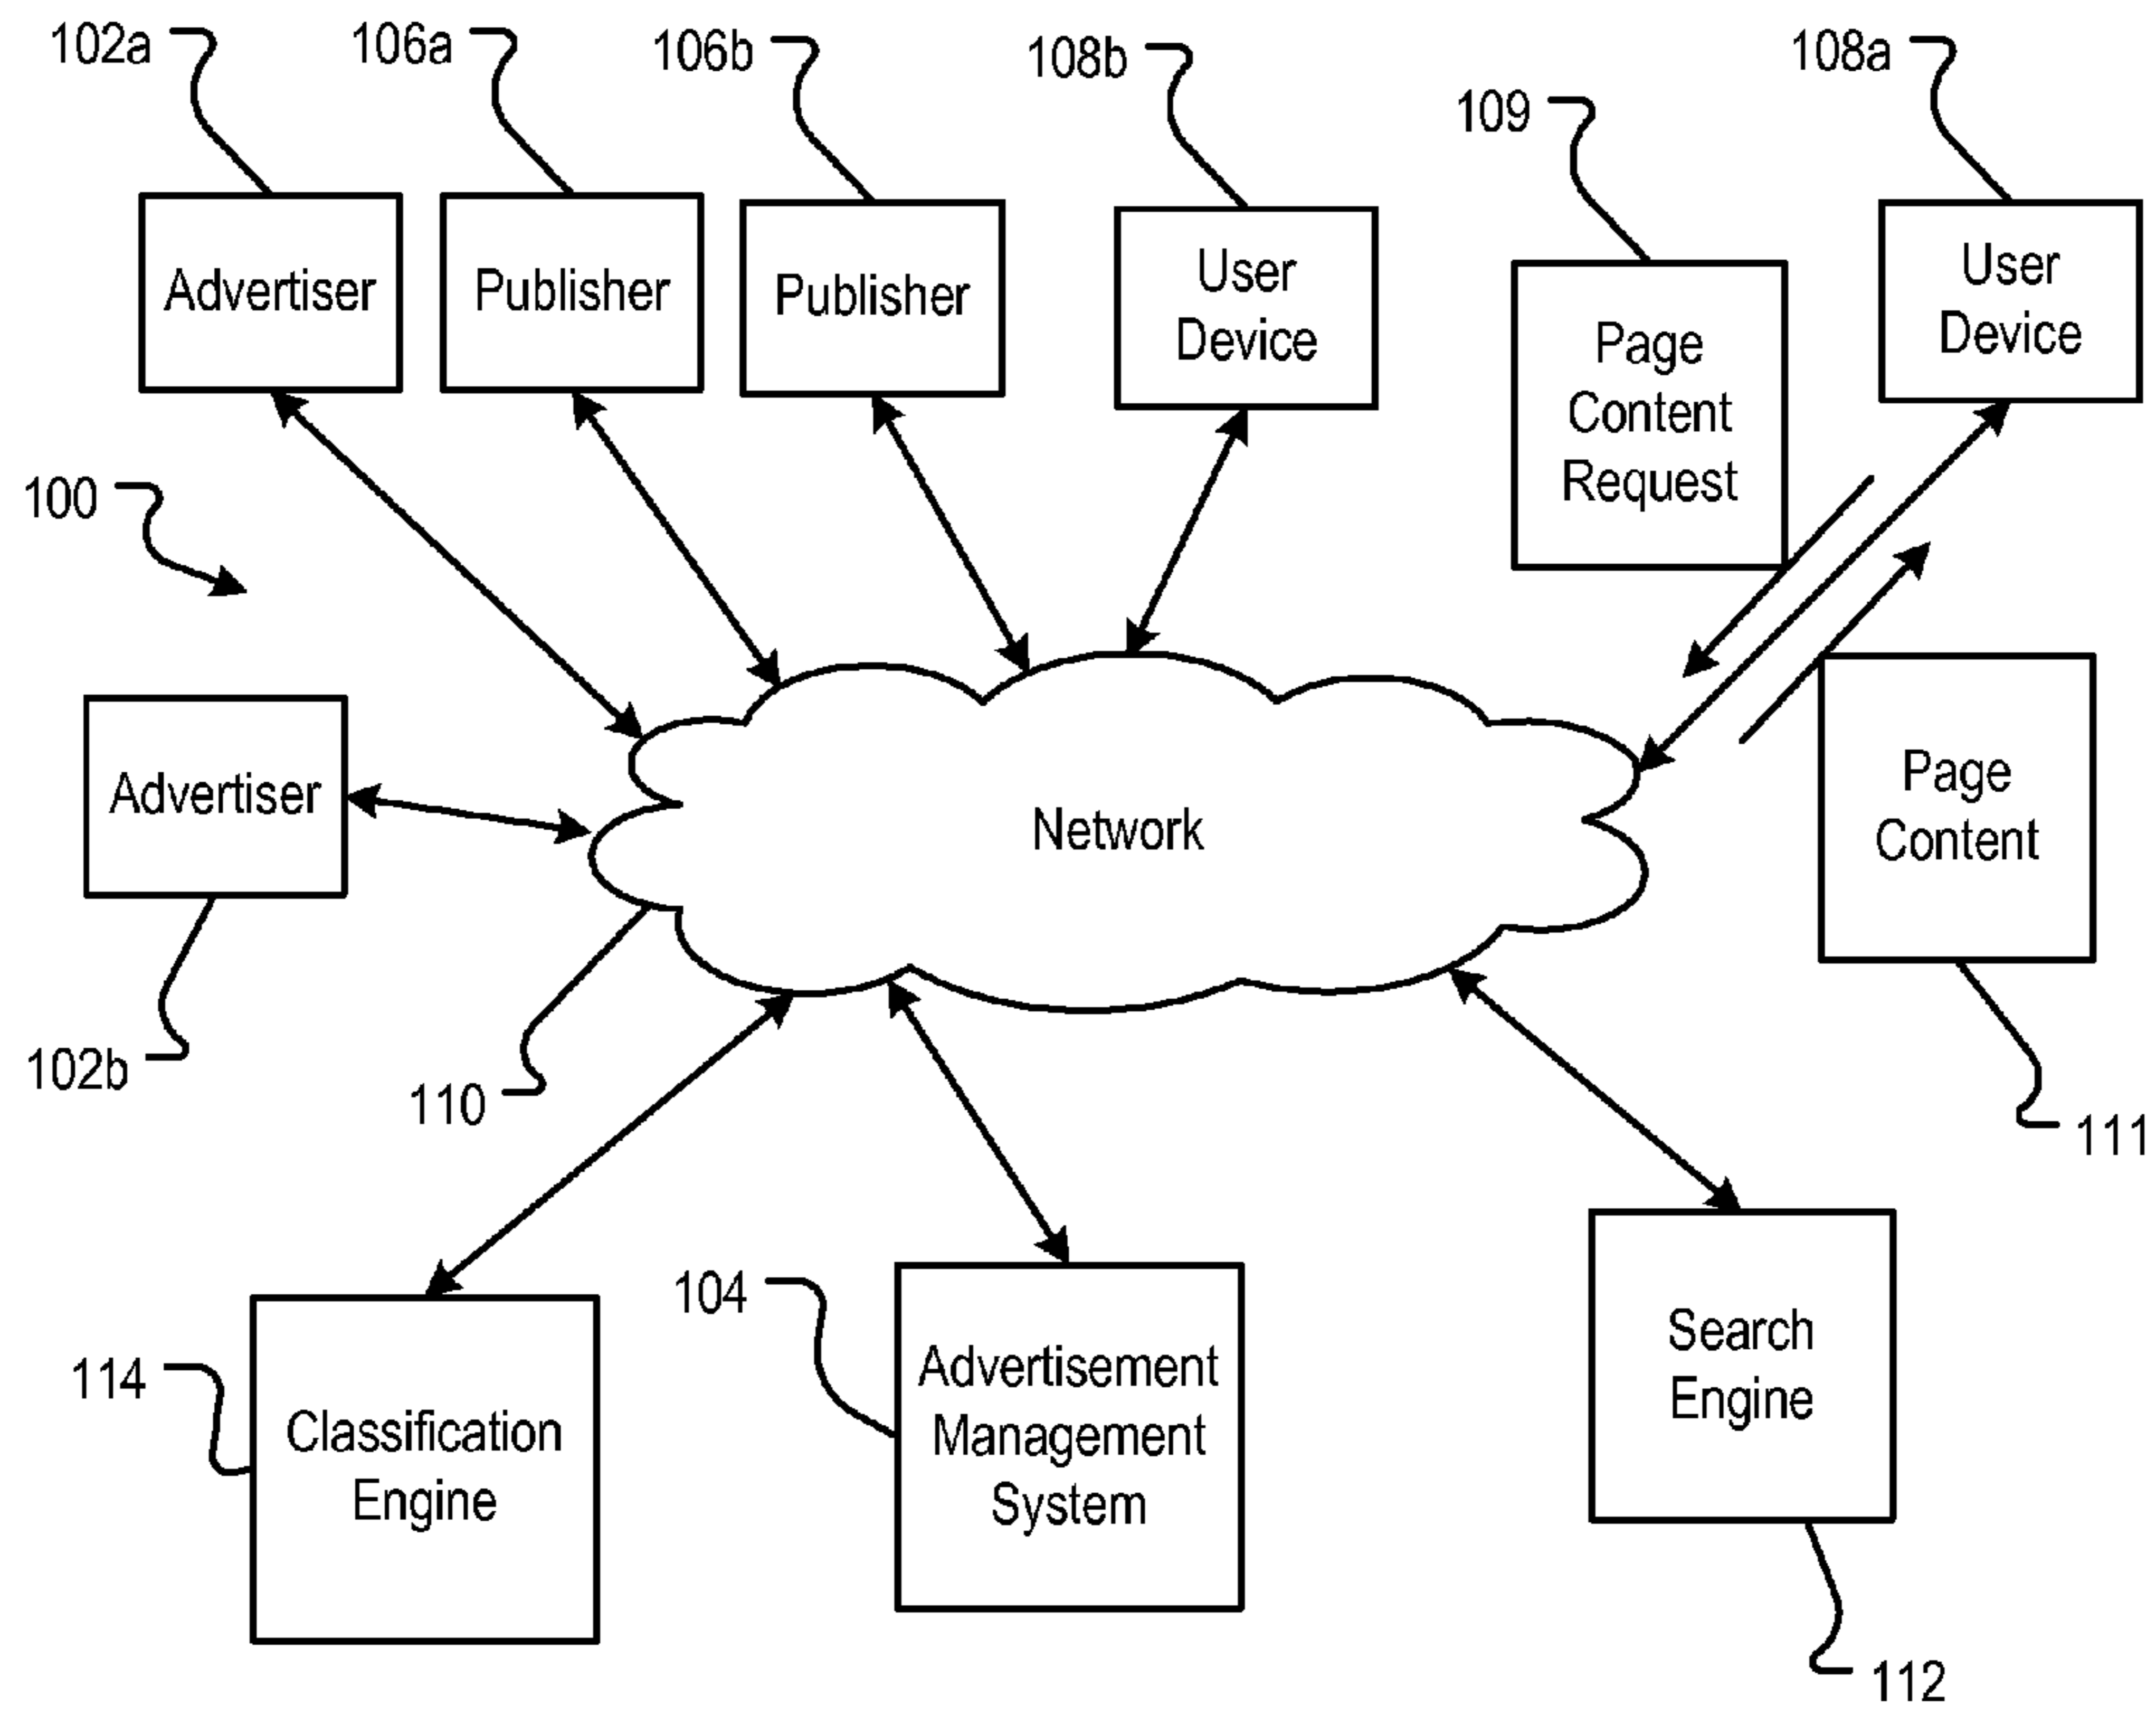 102a
106a
106b
108b
108a
109
Advertiser
Publisher
Publisher
User
Device
User
Device
Page
Content
Request
100
Advertiser
Network
Page
Content
102b
110
111
104
114
Classification
Engine
Advertisement
Management
System
Search
Engine
112